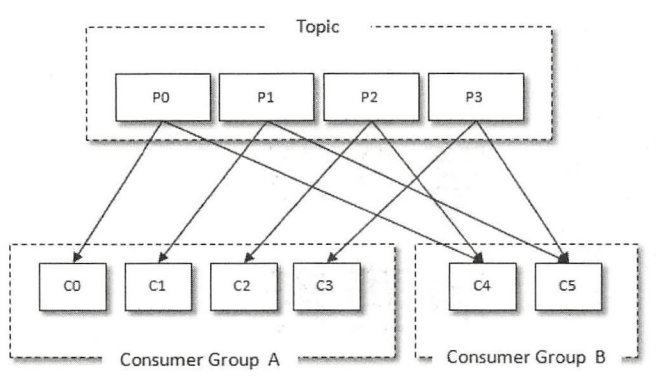 Topic
P0 P1 P2 P3
C0 C1 C2 C3 C4 C5
Consumer Group A Consumer Group B